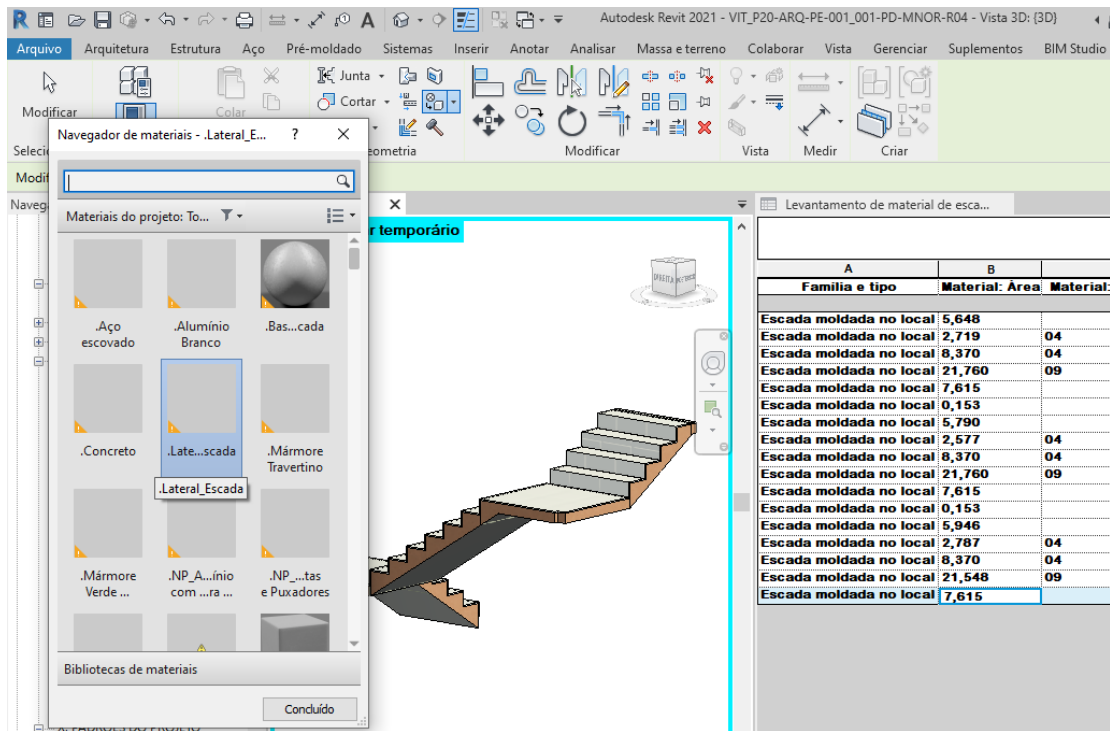 Autodesk Revit 2021 - VIT_P20-ARQ-PE-001_001-PD-MNOR-R04 - Vista 3D: {3D}
Arquivo Arquitetura Estrutura Aço Pré-moldado Sistemas Inserir Anotar Analisar Massa e terreno Colaborar Vista Gerenciar Suplementos BIM Studio
Junta
Modificar Colar Cortar
Navegador de materiais - .Lateral_E... ? ×
Selecio ometria Modificar Vista Medir Criar
Modif
Naveg Levantamento de material de esca...
Materiais do projeto: To...
r temporário
A B
Família e tipo Material: Área Material:
Escada moldada no local 5,648
Escada moldada no local 2,719 04
Escada moldada no local 8,370 04
Escada moldada no local 21,760 09
Escada moldada no local 7,615
Escada moldada no local 0,153
Escada moldada no local 5,790
Escada moldada no local 2,577 04
Escada moldada no local 8,370 04
Escada moldada no local 21,760 09
Escada moldada no local 7,615
Escada moldada no local 0,153
Escada moldada no local 5,946
Escada moldada no local 2,787 04
Escada moldada no local 8,370 04
Escada moldada no local 21,548 09
Escada moldada no local 7,615
.Aço escovado
.Alumínio Branco
.Bas...cada
.Concreto
.Late...scada
.Mármore Travertino
.Lateral_Escada
.Mármore Verde ...
.NP_A...ínio com ...ra ...
.NP_...tas e Puxadores
Bibliotecas de materiais
Concluído